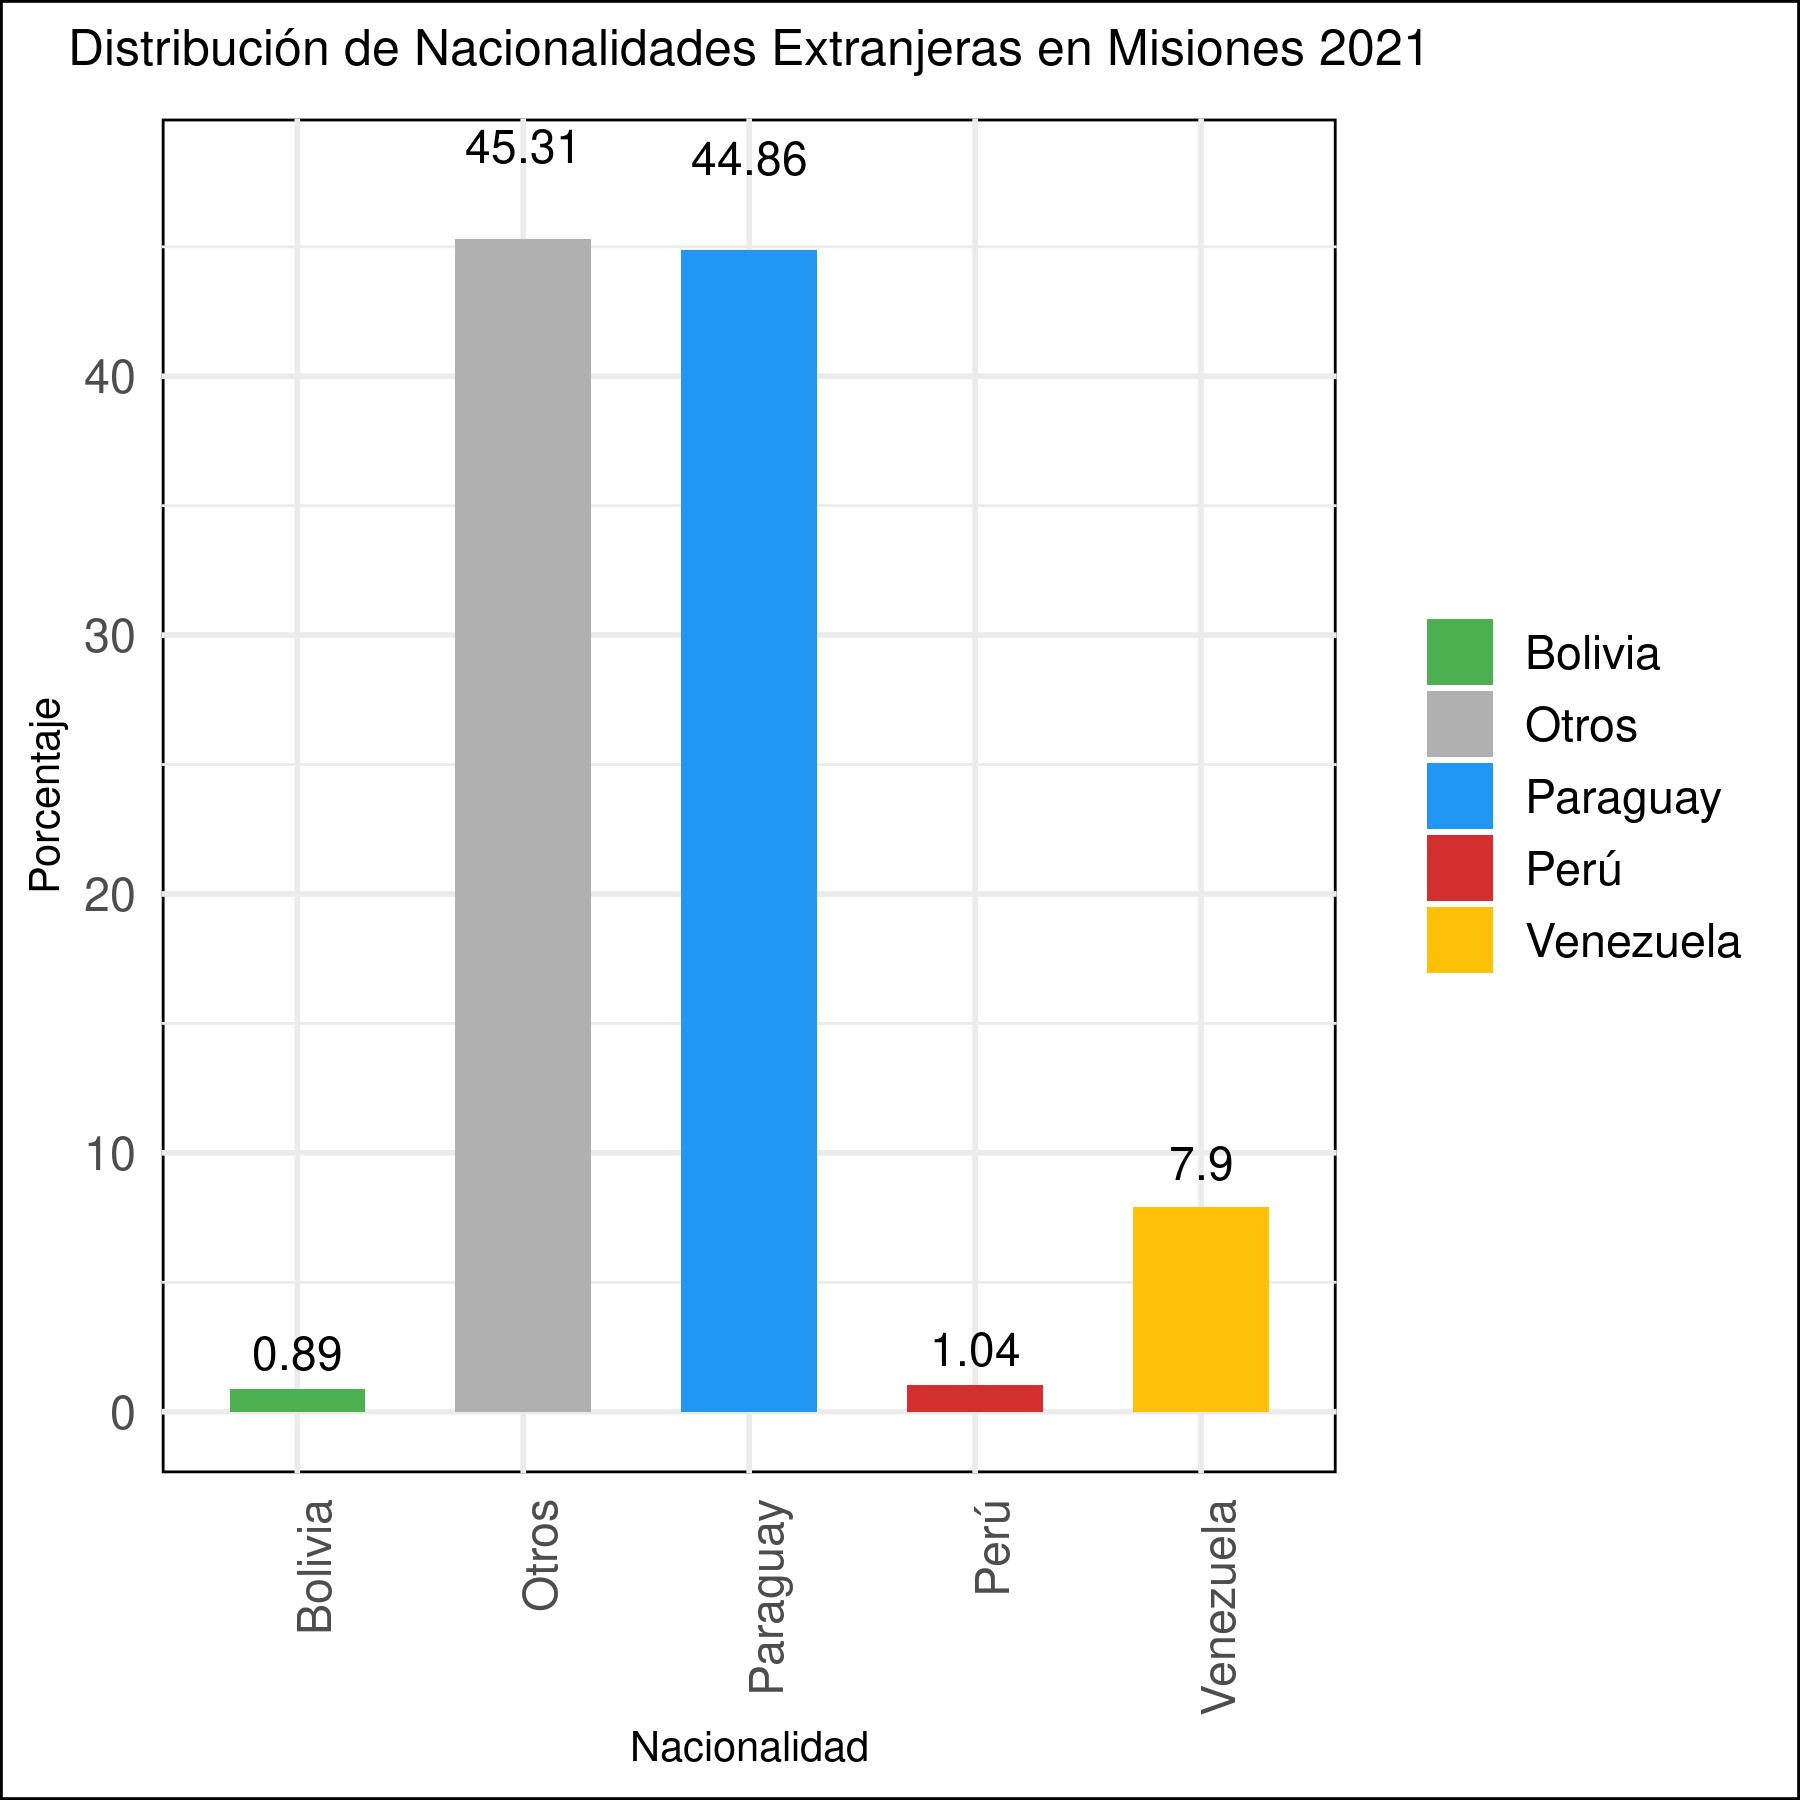 Distribución de Nacionalidades Extranjeras en Misiones 2021
Porcentaje
40
30
20
10
0
45.31
44.86
0.89
1.04
7.9
Bolivia
Otros
Paraguay
Perú
Venezuela
Nacionalidad
Bolivia
Otros
Paraguay
Perú
Venezuela